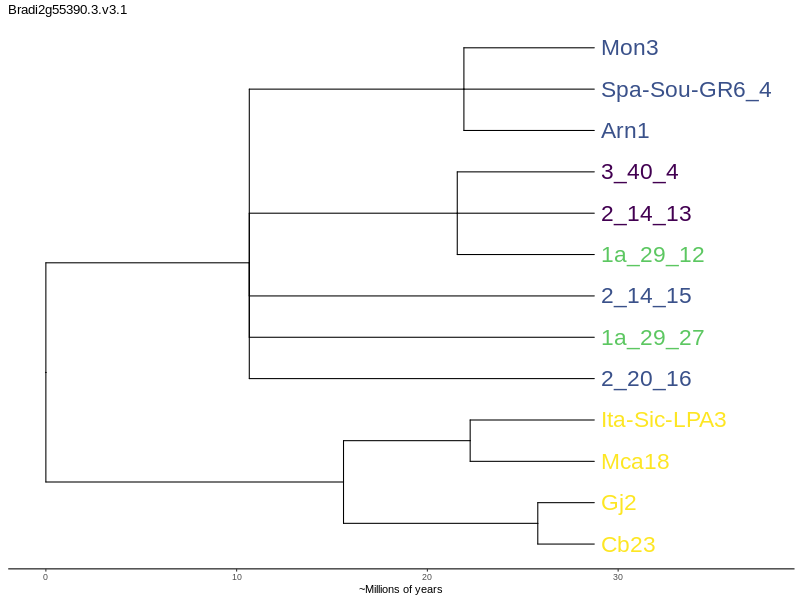 Bradi2g55390.3.v3.1
Mon3
Spa-Sou-GR6_4
Arn1
3_40_4
2_14_13
1a_29_12
2_14_15
1a_29_27
2_20_16
Ita-Sic-LPA3
Mca18
Gj2
Cb23
0 10 20 30
~Millions of years